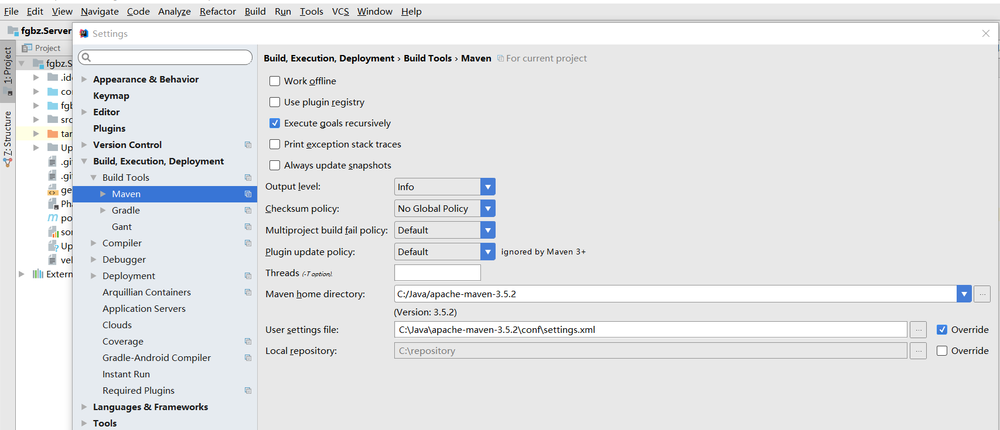 File Edit View Navigate Code Analyze Refactor Build Run Tools VCS Window Help
fgbz.Server
Settings
1: Project
7: Structure
Project
fgbz.S
.id
co
fgb
src
tar
Up
.gi
.gi
ge
Pha
po
sor
Up
vel
Extern
Appearance & Behavior
Keymap
Editor
Plugins
Version Control
Build, Execution, Deployment
Build Tools
Maven
Gradle
Gant
Compiler
Debugger
Deployment
Arquillian Containers
Application Servers
Clouds
Coverage
Gradle-Android Compiler
Instant Run
Required Plugins
Languages & Frameworks
Tools
Build, Execution, Deployment › Build Tools › Maven For current project
Work offline
Use plugin registry
Execute goals recursively
Print exception stack traces
Always update snapshots
Output level: Info
Checksum policy: No Global Policy
Multiproject build fail policy: Default
Plugin update policy: Default ignored by Maven 3+
Threads (-T option).
Maven home directory: C:/Java/apache-maven-3.5.2 ...
(Version: 3.5.2)
User settings file: C:\Java\apache-maven-3.5.2\conf\settings.xml ... Override
Local repository: C:\repository ... Override